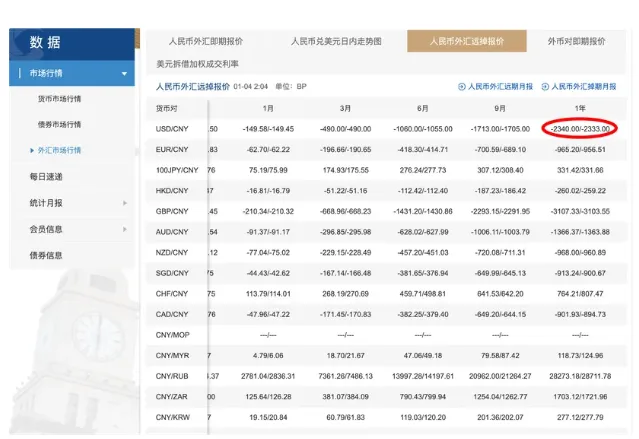 数据
人民币外汇即期报价 人民币兑美元日内走势图 人民币外汇远掉报价 外币对即期报价
美元拆借加权成交利率
市场行情
货币市场行情
债券市场行情
外汇市场行情
每日速递
统计月报
会员信息
债券信息
人民币外汇远掉报价 01-04 2:04 单位: BP 人民币外汇远期月报 人民币外汇掉期月报
货币对 1月 3月 6月 9月 1年
USD/CNY .50 -149.58/-149.45 -490.00/-490.00 -1060.00/-1055.00 -1713.00/-1705.00 -2340.00/-2333.00
EUR/CNY .83 -62.70/-62.22 -196.66/-190.65 -418.30/-414.71 -700.59/-689.10 -965.20/-956.51
100JPY/CNY 76 75.19/75.99 174.93/175.55 276.24/277.73 307.12/308.40 331.42/331.66
HKD/CNY 37 -16.81/-16.79 -51.22/-51.16 -112.42/-112.40 -187.23/-186.42 -260.02/-259.22
GBP/CNY .45 -210.34/-210.32 -668.96/-668.23 -1431.20/-1430.86 -2293.15/-2291.95 -3107.33/-3103.55
AUD/CNY .54 -91.37/-91.17 -296.85/-295.98 -628.02/-627.99 -1006.11/-1003.79 -1366.37/-1363.88
NZD/CNY .12 -77.04/-75.02 -229.15/-228.49 -457.20/-451.03 -720.08/-711.31 -968.00/-960.89
SGD/CNY 75 -44.43/-42.62 -167.14/-166.48 -381.65/-376.94 -649.99/-645.13 -913.24/-900.67
CHF/CNY 75 113.79/114.01 268.19/270.69 459.71/498.81 641.53/642.20 764.21/807.47
CAD/CNY 76 -47.96/-47.22 -171.45/-170.83 -382.25/-379.40 -649.20/-644.15 -901.93/-894.73
CNY/MOP ---/--- ---/--- ---/--- ---/--- ---/---
CNY/MYR 7 4.79/6.06 18.70/21.67 47.06/49.18 79.58/87.42 118.73/124.96
CNY/RUB 4.37 2781.04/2836.31 7361.26/7486.13 13997.28/14197.61 20962.00/21264.27 28273.18/28711.78
CNY/ZAR 00 125.64/126.28 381.07/384.09 790.43/799.94 1254.04/1262.77 1703.12/1721.96
CNY/KRW 7 19.15/20.84 60.79/61.83 119.03/120.20 201.36/202.07 277.12/277.79